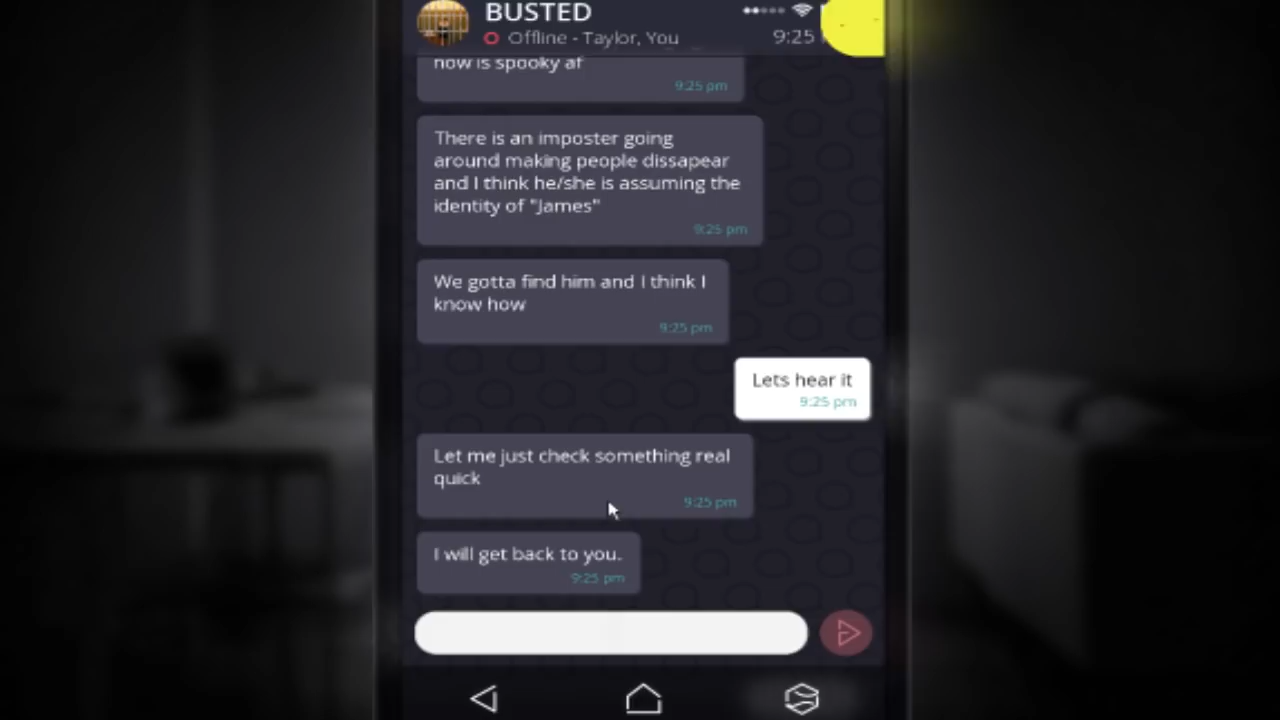 BUSTED
Offline - Taylor, You
9:25
now is spooky af
9:25 pm
There is an imposter going
around making people dissapear
and I think he/she is assuming the
identity of "James"
9:25 pm
We gotta find him and I think I
know how
9:25 pm
Lets hear it
9:25 pm
Let me just check something real
quick
9:25 pm
I will get back to you.
9:25 pm